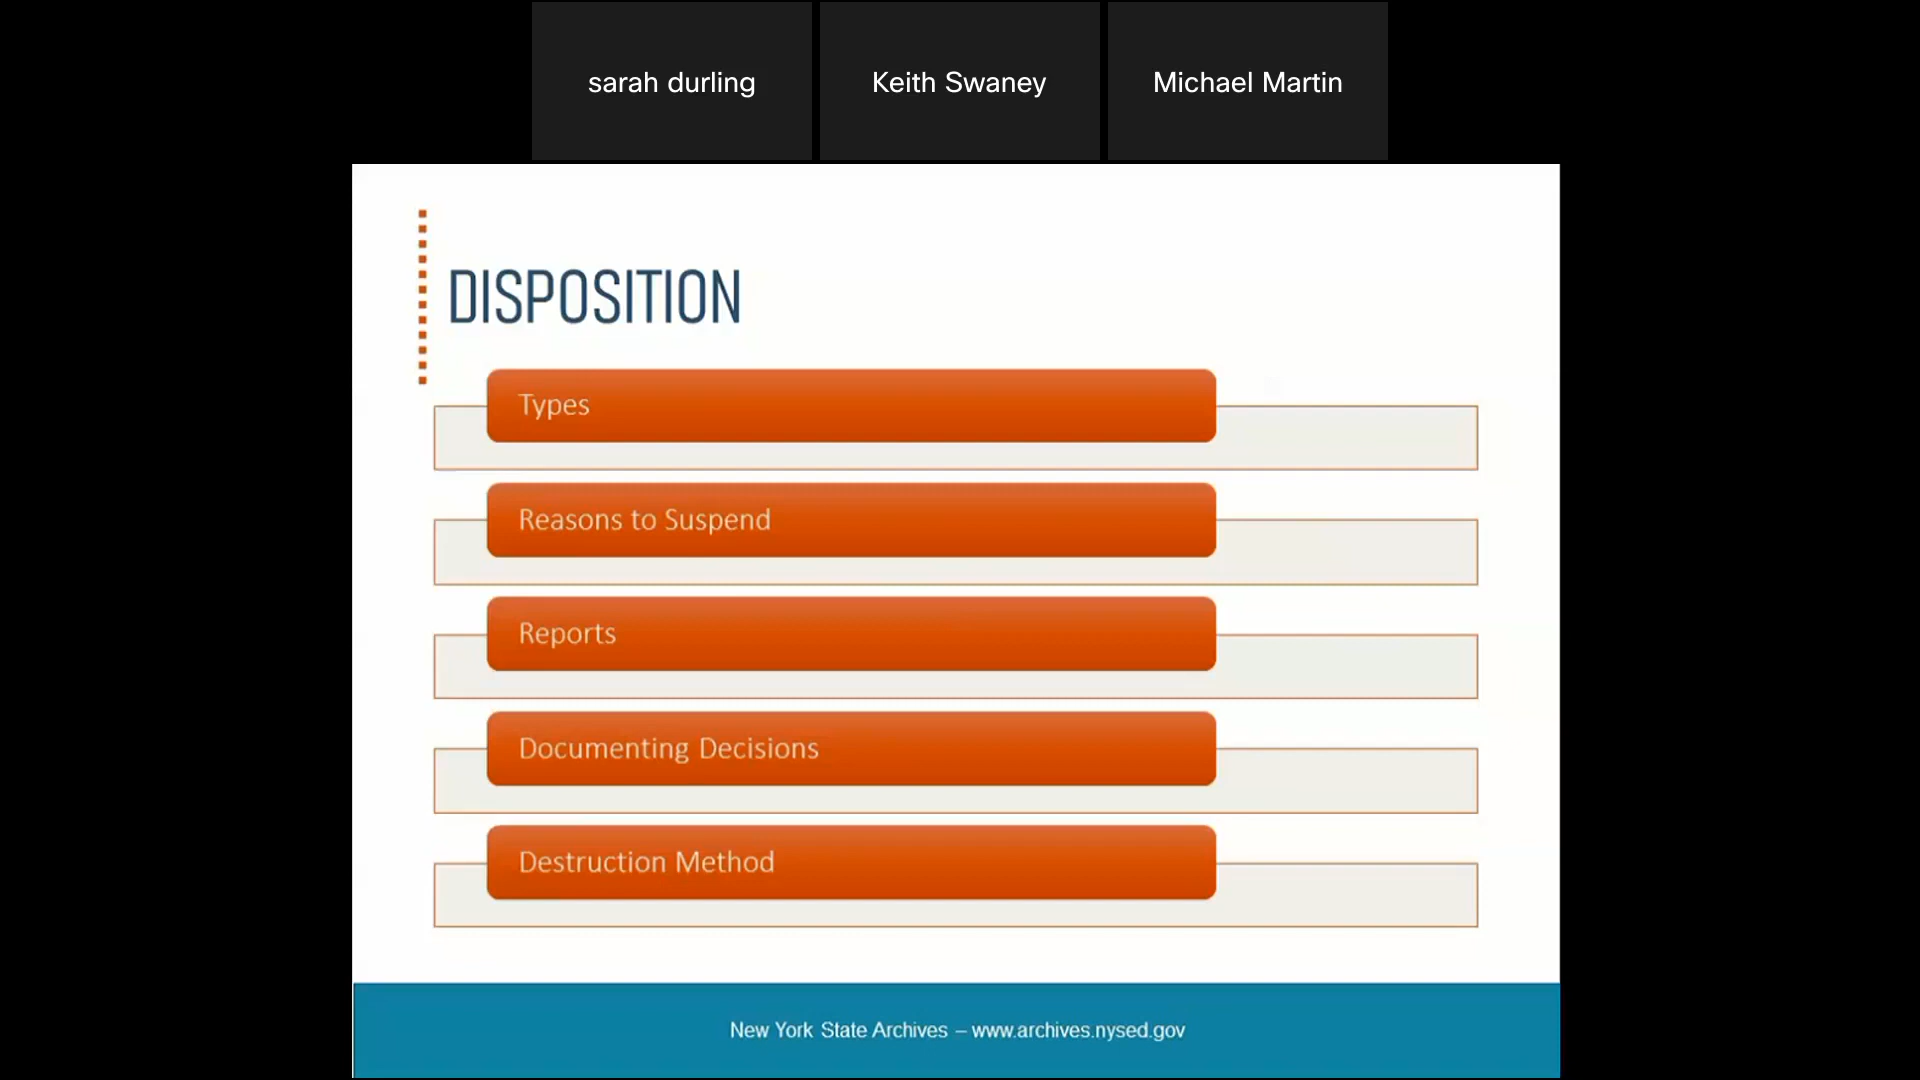 sarah durling
Keith Swaney
Michael Martin
DISPOSITION
Types
Reasons to Suspend
Reports
Documenting Decisions
Destruction Method
New York State Archives – www.archives.nysed.gov